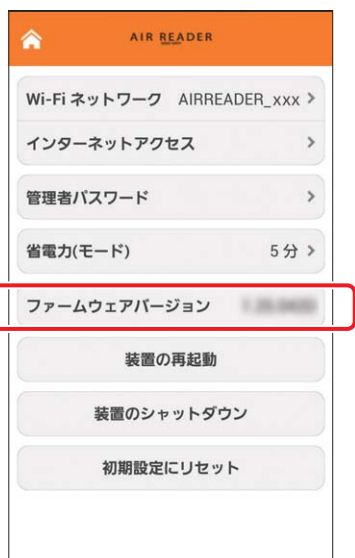 AIR READER
Wi-Fi ネットワーク AIRREADER_xxx >
インターネットアクセス >
管理者パスワード >
省電力(モード) 5 分 >
ファームウェアバージョン
装置の再起動
装置のシャットダウン
初期設定にリセット